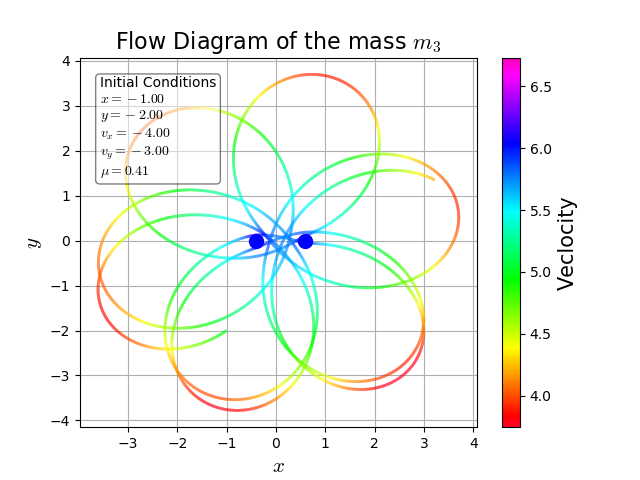 Flow Diagram of the mass m₃
Initial Conditions
x = −1.00
y = −2.00
vₓ = −4.00
v_y = −3.00
μ = 0.41
4
3
2
1
0
−1
−2
−3
−4
y
−3
−2
−1
0
1
2
3
4
x
6.5
6.0
5.5
5.0
4.5
4.0
Veclocity